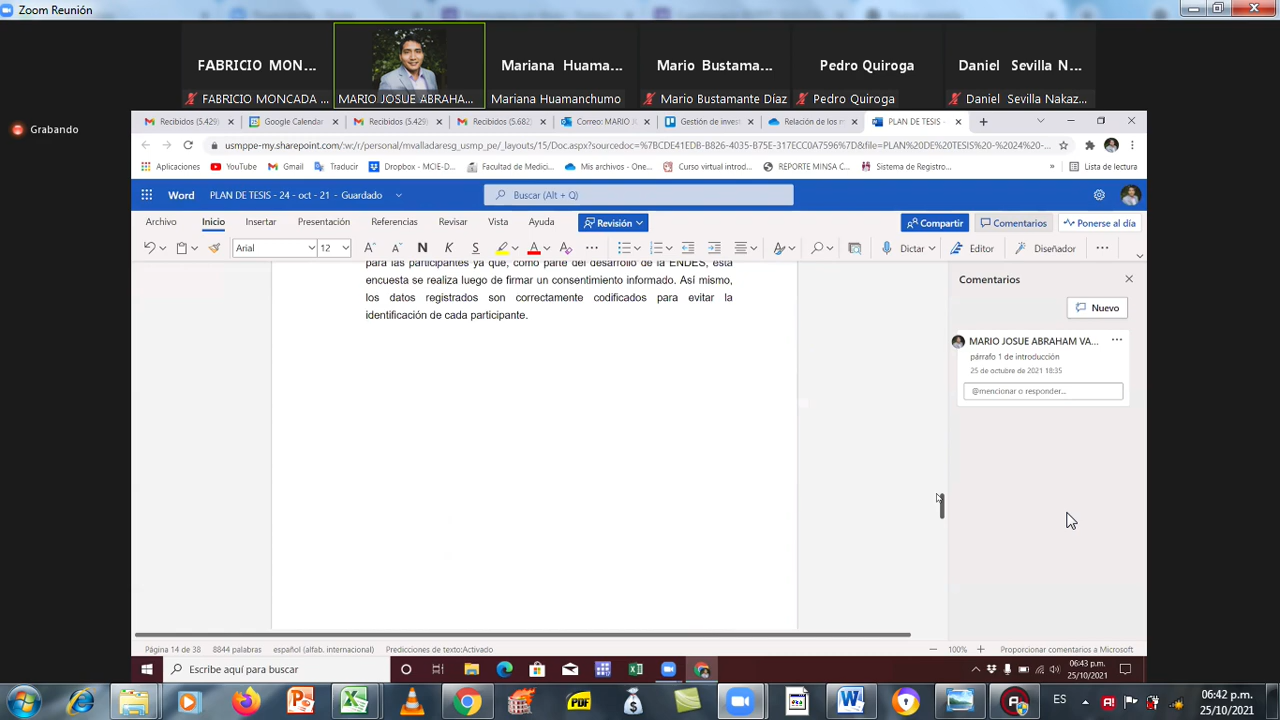 Zoom Reunión
FABRICIO MON...
Mariana Huama...
Mario Bustama...
Pedro Quiroga
Daniel Sevilla N...
FABRICIO MONCADA ...
MARIO JOSUE ABRAHA...
Mariana Huamanchumo
Mario Bustamante Díaz
Pedro Quiroga
Daniel Sevilla Nakaz...
Grabando
Recibidos (5.429)
Google Calendar
Recibidos (5.429)
Recibidos (5.682)
Correo: MARIO J
Gestión de invest
Relación de los m
PLAN DE TESIS -
usmppe-my.sharepoint.com/:w:/r/personal/mvalladaresg_usmp_pe/_layouts/15/Doc.aspx?sourcedoc=%7BCDE41EDB-B826-4035-B75E-317ECC0A7596%7D&file=PLAN%20DE%20TESIS%20-%2024%20-...
Aplicaciones
YouTube
Gmail
Traducir
Dropbox - MCIE-D...
Facultad de Medici...
Mis archivos - One...
Curso virtual introd...
REPORTE MINSA C...
Sistema de Registro...
Lista de lectura
Word
PLAN DE TESIS - 24 - oct - 21 - Guardado
Buscar (Alt + Q)
Archivo
Inicio
Insertar
Presentación
Referencias
Revisar
Vista
Ayuda
Revisión
Compartir
Comentarios
Ponerse al día
Arial
12
N
K
S
Dictar
Editor
Diseñador
para las participantes ya que, como parte del desarrollo de la ENDES, esta
encuesta se realiza luego de firmar un consentimiento informado. Así mismo,
los datos registrados son correctamente codificados para evitar la
identificación de cada participante.
Comentarios
Nuevo
MARIO JOSUE ABRAHAM VA...
párrafo 1 de introducción
25 de octubre de 2021 18:35
@mencionar o responder...
Página 14 de 38
8844 palabras
español (alfab. internacional)
Predicciones de texto:Activado
100%
Proporcionar comentarios a Microsoft
Escribe aquí para buscar
06:43 p.m.
25/10/2021
PDF
ES
06:42 p.m.
25/10/2021